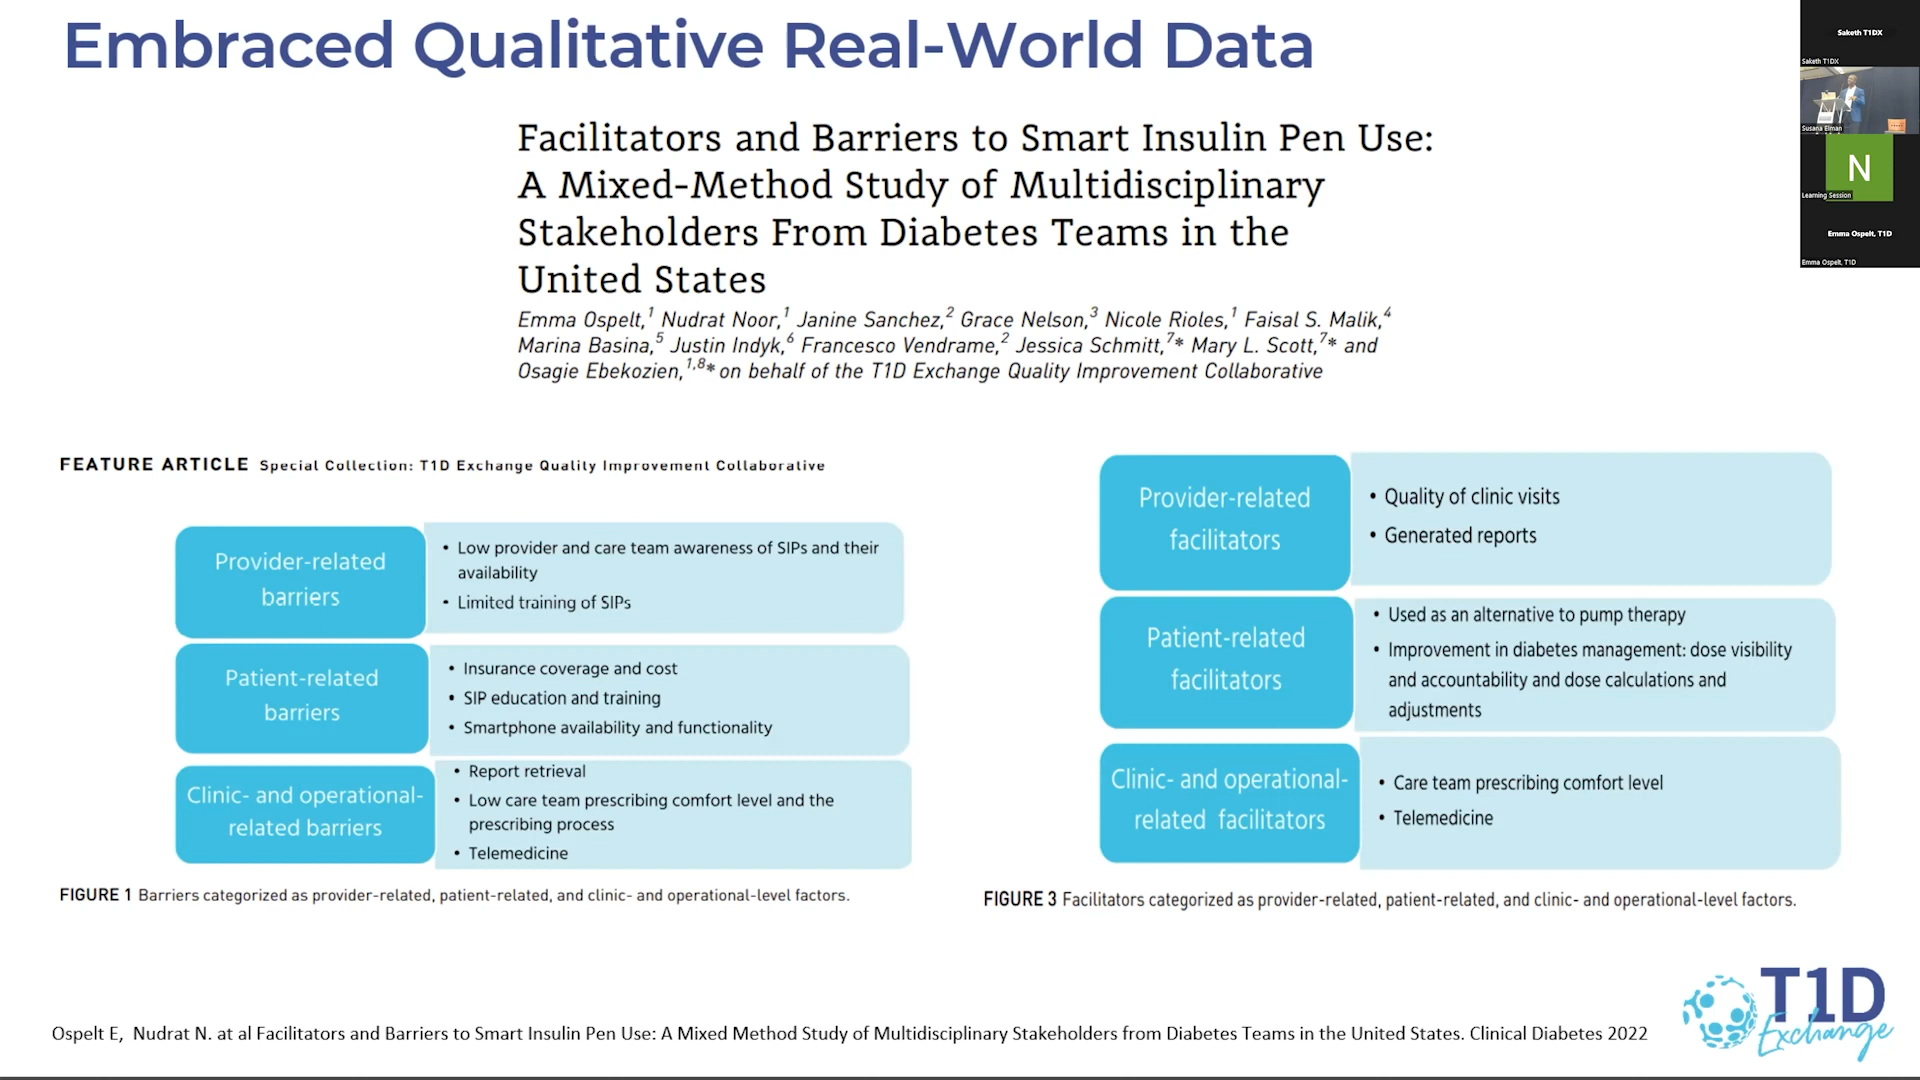 Embraced Qualitative Real-World Data
Facilitators and Barriers to Smart Insulin Pen Use:
A Mixed-Method Study of Multidisciplinary
Stakeholders From Diabetes Teams in the
United States
Emma Ospelt,¹ Nudrat Noor,¹ Janine Sanchez,² Grace Nelson,³ Nicole Rioles,¹ Faisal S. Malik,⁴
Marina Basina,⁵ Justin Indyk,⁶ Francesco Vendrame,² Jessica Schmitt,⁷* Mary L. Scott,⁷* and
Osagie Ebekozien,¹,⁸* on behalf of the T1D Exchange Quality Improvement Collaborative
FEATURE ARTICLE Special Collection: T1D Exchange Quality Improvement Collaborative
Provider-related
barriers
• Low provider and care team awareness of SIPs and their
availability
• Limited training of SIPs
Patient-related
barriers
• Insurance coverage and cost
• SIP education and training
• Smartphone availability and functionality
Clinic- and operational-
related barriers
• Report retrieval
• Low care team prescribing comfort level and the
prescribing process
• Telemedicine
FIGURE 1 Barriers categorized as provider-related, patient-related, and clinic- and operational-level factors.
Provider-related
facilitators
• Quality of clinic visits
• Generated reports
Patient-related
facilitators
• Used as an alternative to pump therapy
• Improvement in diabetes management: dose visibility
and accountability and dose calculations and
adjustments
Clinic- and operational-
related facilitators
• Care team prescribing comfort level
• Telemedicine
FIGURE 3 Facilitators categorized as provider-related, patient-related, and clinic- and operational-level factors.
Ospelt E, Nudrat N. at al Facilitators and Barriers to Smart Insulin Pen Use: A Mixed Method Study of Multidisciplinary Stakeholders from Diabetes Teams in the United States. Clinical Diabetes 2022
T1D
Exchange
Saketh T1DX
Saketh T1DX
Susana Elman
N
Learning Session
Emma Ospelt, T1D
Emma Ospelt, T1D